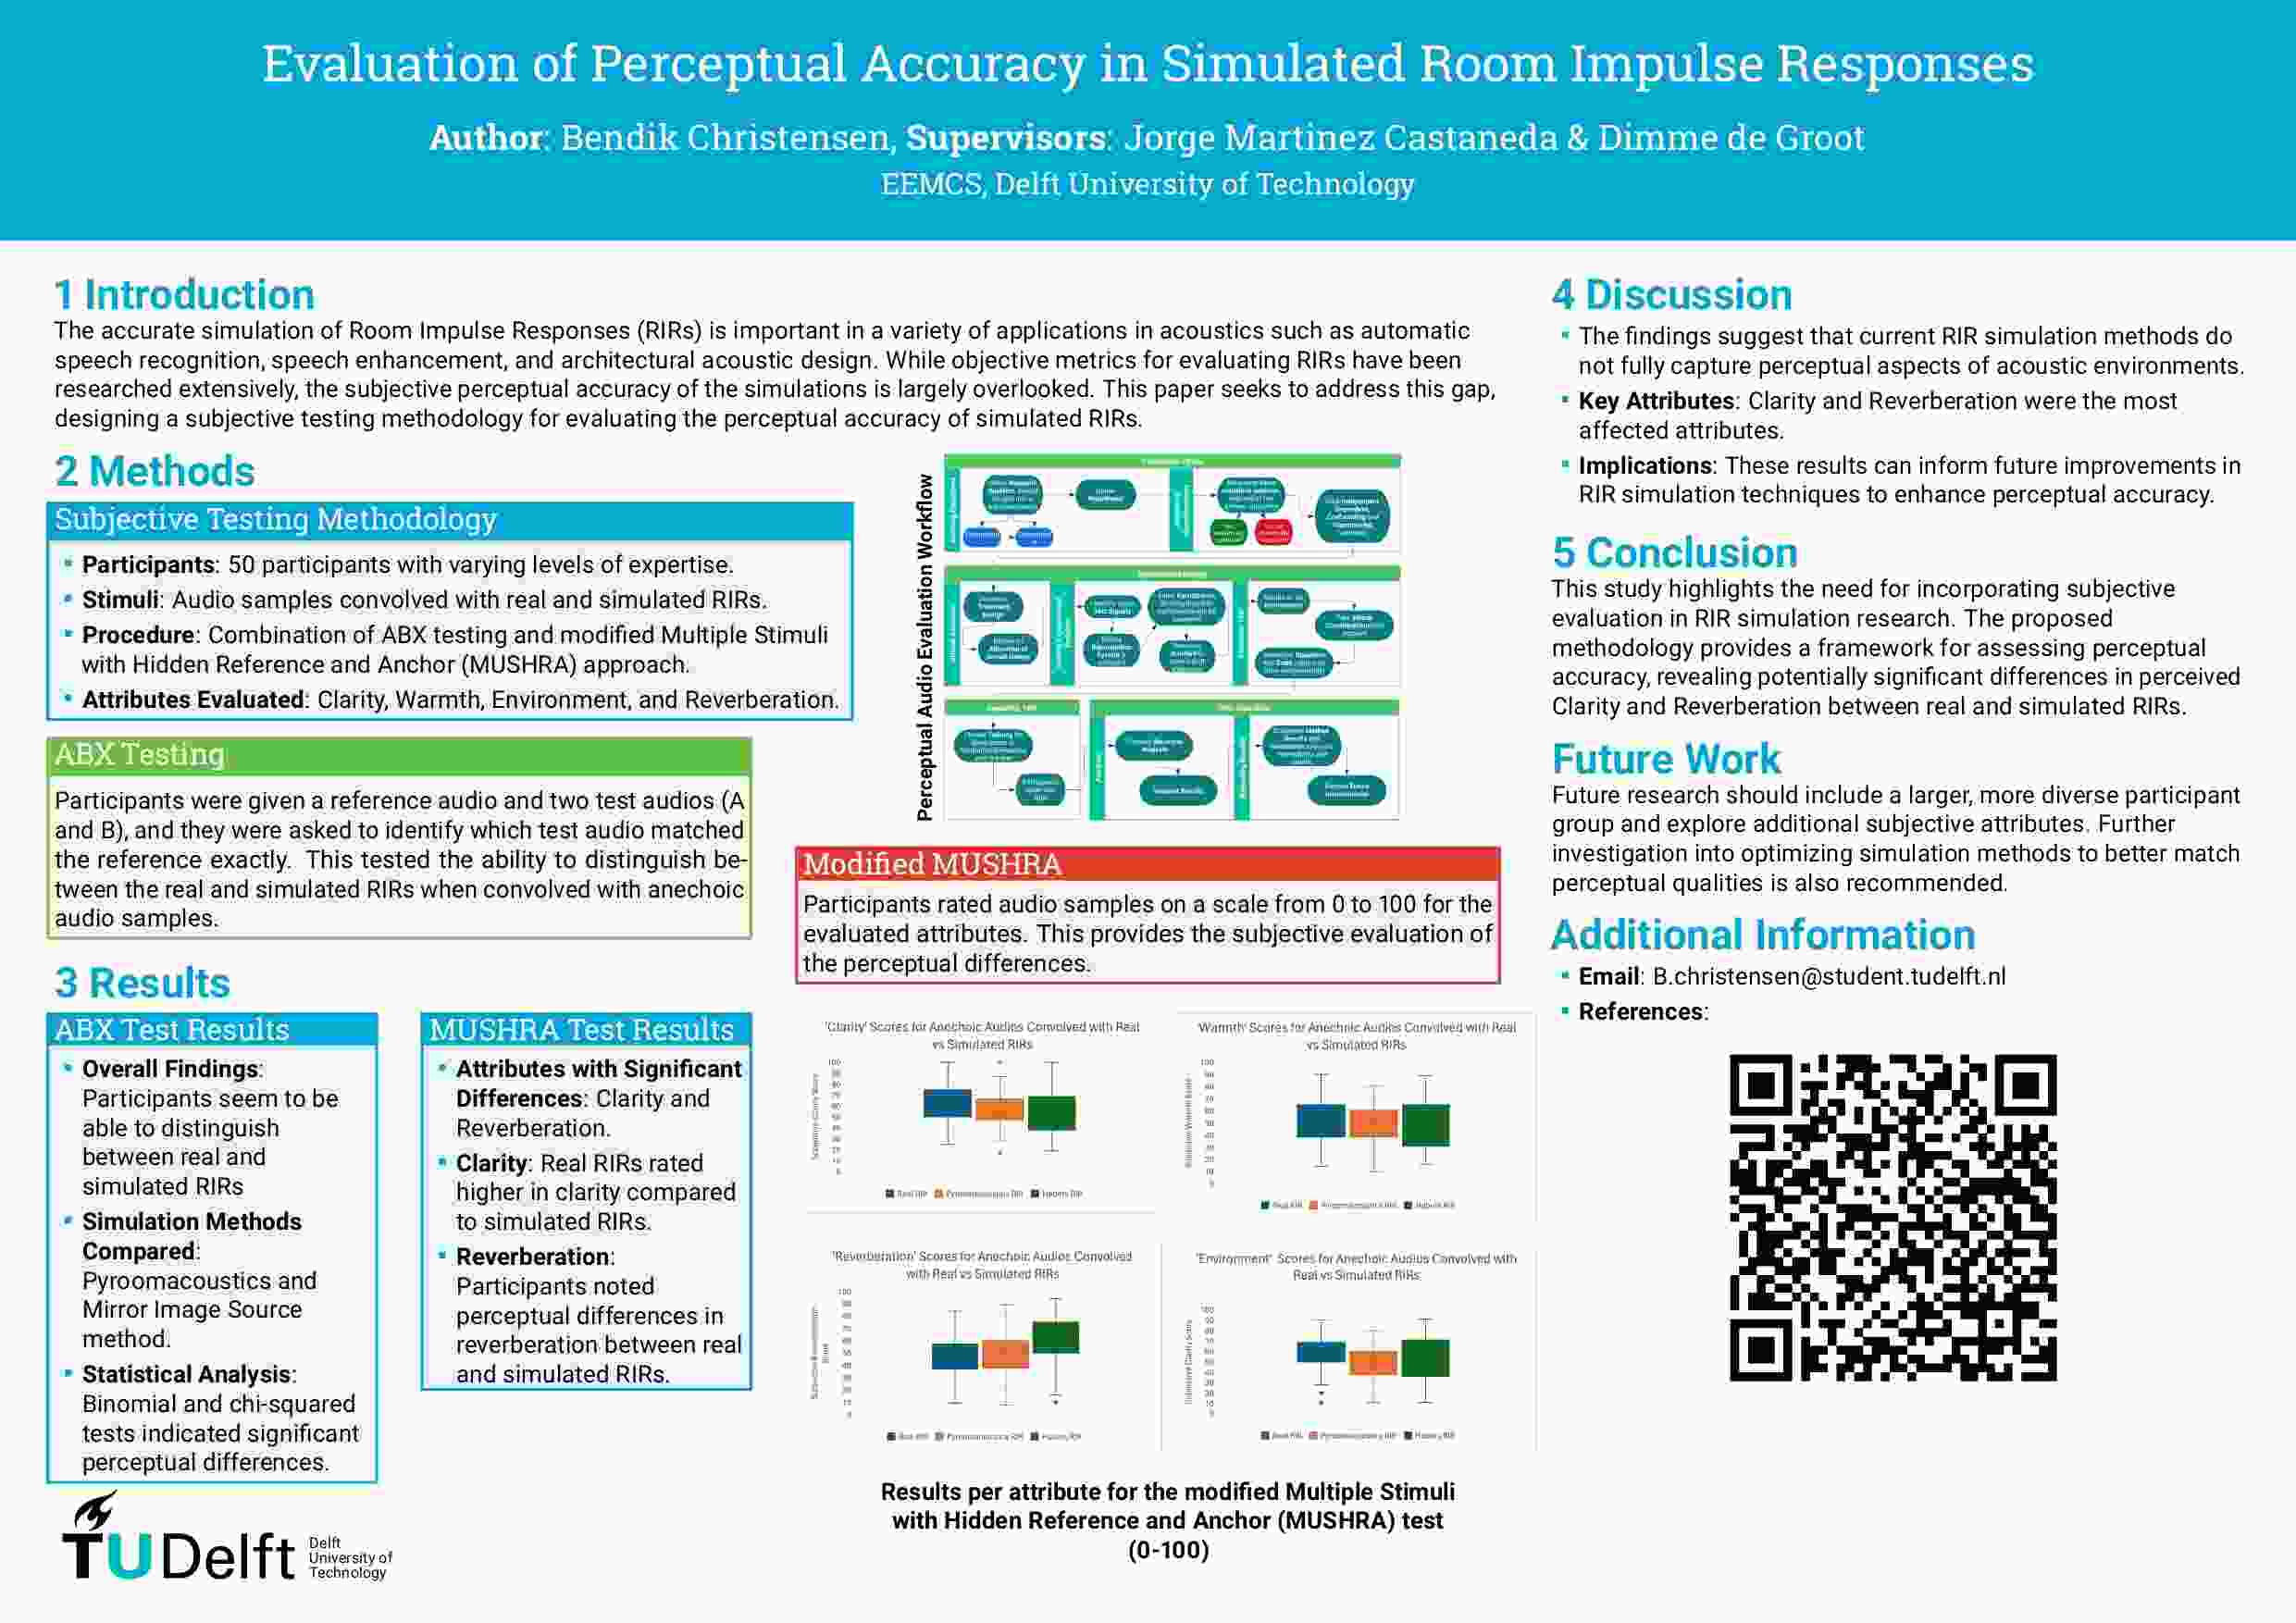 Evaluation of Perceptual Accuracy in Simulated Room Impulse Responses
Author: Bendik Christensen, Supervisors: Jorge Martinez Castaneda & Dimme de Groot
EEMCS, Delft University of Technology
1 Introduction
The accurate simulation of Room Impulse Responses (RIRs) is important in a variety of applications in acoustics such as automatic
speech recognition, speech enhancement, and architectural acoustic design. While objective metrics for evaluating RIRs have been
researched extensively, the subjective perceptual accuracy of the simulations is largely overlooked. This paper seeks to address this gap,
designing a subjective testing methodology for evaluating the perceptual accuracy of simulated RIRs.
2 Methods
Subjective Testing Methodology
Participants: 50 participants with varying levels of expertise.
Stimuli: Audio samples convolved with real and simulated RIRs.
Procedure: Combination of ABX testing and modified Multiple Stimuli
with Hidden Reference and Anchor (MUSHRA) approach.
Attributes Evaluated: Clarity, Warmth, Environment, and Reverberation.
ABX Testing
Participants were given a reference audio and two test audios (A
and B), and they were asked to identify which test audio matched
the reference exactly. This tested the ability to distinguish be-
tween the real and simulated RIRs when convolved with anechoic
audio samples.
Perceptual Audio Evaluation Workflow
Modified MUSHRA
Participants rated audio samples on a scale from 0 to 100 for the
evaluated attributes. This provides the subjective evaluation of
the perceptual differences.
3 Results
ABX Test Results
Overall Findings:
Participants seem to be
able to distinguish
between real and
simulated RIRs
Simulation Methods
Compared:
Pyroomacoustics and
Mirror Image Source
method.
Statistical Analysis:
Binomial and chi-squared
tests indicated significant
perceptual differences.
MUSHRA Test Results
Attributes with Significant
Differences: Clarity and
Reverberation.
Clarity: Real RIRs rated
higher in clarity compared
to simulated RIRs.
Reverberation:
Participants noted
perceptual differences in
reverberation between real
and simulated RIRs.
'Clarity' Scores for Anechoic Audios Convolved with Real
vs Simulated RIRs
'Warmth' Scores for Anechoic Audios Convolved with Real
vs Simulated RIRs
'Reverberation' Scores for Anechoic Audios Convolved
with Real vs Simulated RIRs
'Environment' Scores for Anechoic Audios Convolved with
Real vs Simulated RIRs
Results per attribute for the modified Multiple Stimuli
with Hidden Reference and Anchor (MUSHRA) test
(0-100)
4 Discussion
The findings suggest that current RIR simulation methods do
not fully capture perceptual aspects of acoustic environments.
Key Attributes: Clarity and Reverberation were the most
affected attributes.
Implications: These results can inform future improvements in
RIR simulation techniques to enhance perceptual accuracy.
5 Conclusion
This study highlights the need for incorporating subjective
evaluation in RIR simulation research. The proposed
methodology provides a framework for assessing perceptual
accuracy, revealing potentially significant differences in perceived
Clarity and Reverberation between real and simulated RIRs.
Future Work
Future research should include a larger, more diverse participant
group and explore additional subjective attributes. Further
investigation into optimizing simulation methods to better match
perceptual qualities is also recommended.
Additional Information
Email: B.christensen@student.tudelft.nl
References:
TUDelft
Delft
University of
Technology